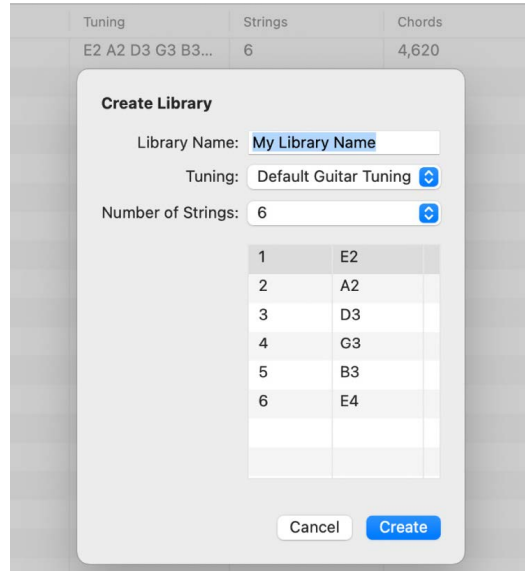 Tuning Strings Chords
E2 A2 D3 G3 B3... 6 4,620
Create Library
Library Name: My Library Name
Tuning: Default Guitar Tuning
Number of Strings: 6
1 E2
2 A2
3 D3
4 G3
5 B3
6 E4
Cancel Create